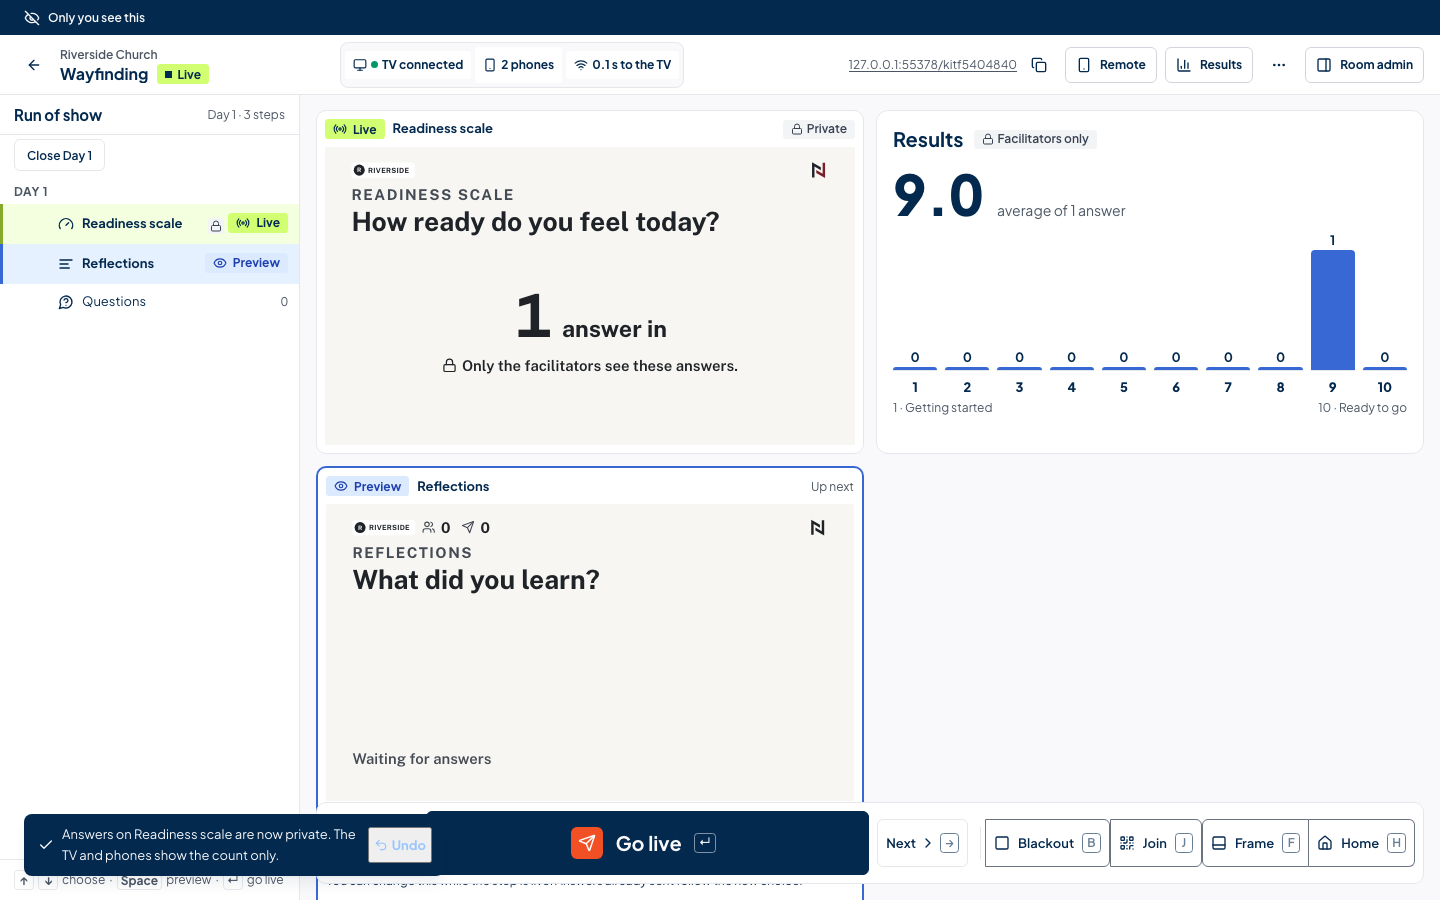 Only you see this
Riverside Church
Wayfinding
Live
TV connected
2 phones
0.1 s to the TV
127.0.0.1:55378/kitf5404840
Remote
Results
Room admin
Run of show
Day 1 · 3 steps
Close Day 1
DAY 1
Readiness scale
Live
Reflections
Preview
Questions
0
Live
Readiness scale
Private
R RIVERSIDE
READINESS SCALE
How ready do you feel today?
1 answer in
Only the facilitators see these answers.
Results
Facilitators only
9.0 average of 1 answer
1
0 0 0 0 0 0 0 0 0
1 2 3 4 5 6 7 8 9 10
1 · Getting started
10 · Ready to go
Preview
Reflections
Up next
R RIVERSIDE
0
0
REFLECTIONS
What did you learn?
Waiting for answers
Answers on Readiness scale are now private. The
TV and phones show the count only.
Undo
Go live
Next
Blackout B
Join J
Frame F
Home H
choose · Space preview · go live